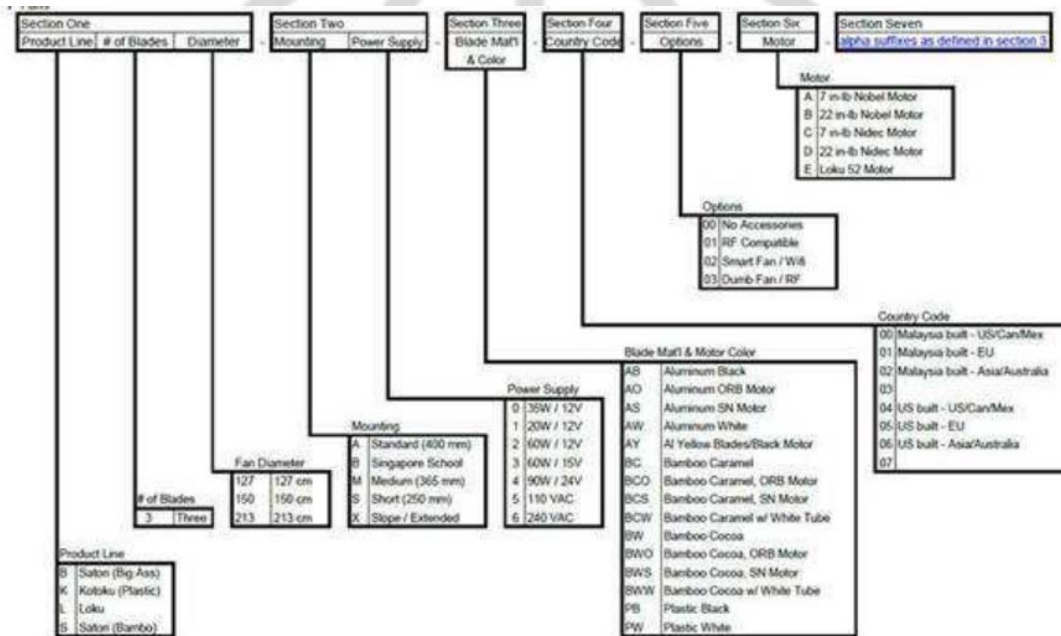 Section One
Product Line # of Blades Diameter
-
Section Two
Mounting Power Supply
-
Section Three
Blade Mat'l
& Color
-
Section Four
Country Code
-
Section Five
Options
-
Section Six
Motor
-
Section Seven
alpha suffixes as defined in section 3
Motor
A 7 in-lb Nobel Motor
B 22 in-lb Nobel Motor
C 7 in-lb Nidec Motor
D 22 in-lb Nidec Motor
E Loku 52 Motor
Options
00 No Accessories
01 RF Compatible
02 Smart Fan / Wifi
03 Dumb Fan / RF
Country Code
00 Malaysia built - US/Can/Mex
01 Malaysia built - EU
02 Malaysia built - Asia/Australia
03
04 US built - US/Can/Mex
05 US built - EU
06 US built - Asia/Australia
07
Blade Mat'l & Motor Color
AB Aluminum Black
AO Aluminum ORB Motor
AS Aluminum SN Motor
AW Aluminum White
AY Al Yellow Blades/Black Motor
BC Bamboo Caramel
BCO Bamboo Caramel, ORB Motor
BCS Bamboo Caramel, SN Motor
BCW Bamboo Caramel w/ White Tube
BW Bamboo Cocoa
BWO Bamboo Cocoa, ORB Motor
BWS Bamboo Cocoa, SN Motor
BWW Bamboo Cocoa w/ White Tube
PB Plastic Black
PW Plastic White
Power Supply
0 35W / 12V
1 20W / 12V
2 60W / 12V
3 60W / 15V
4 90W / 24V
5 110 VAC
6 240 VAC
Mounting
A Standard (400 mm)
B Singapore School
M Medium (365 mm)
S Short (250 mm)
X Slope / Extended
Fan Diameter
127 127 cm
150 150 cm
213 213 cm
# of Blades
3 Three
Product Line
B Satori (Big Ass)
K Kotoku (Plastic)
L Loku
S Satori (Bambo)